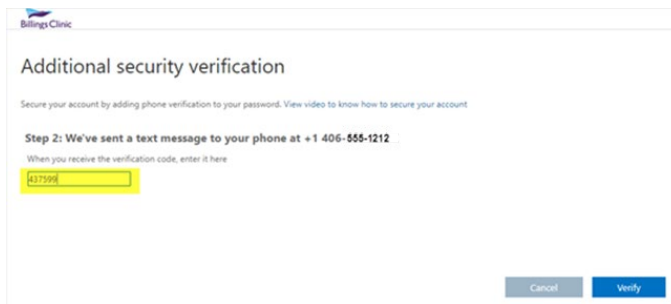 Billings Clinic
Additional security verification
Secure your account by adding phone verification to your password. View video to know how to secure your account
Step 2: We've sent a text message to your phone at +1 406-555-1212
When you receive the verification code, enter it here
437599
Cancel
Verify